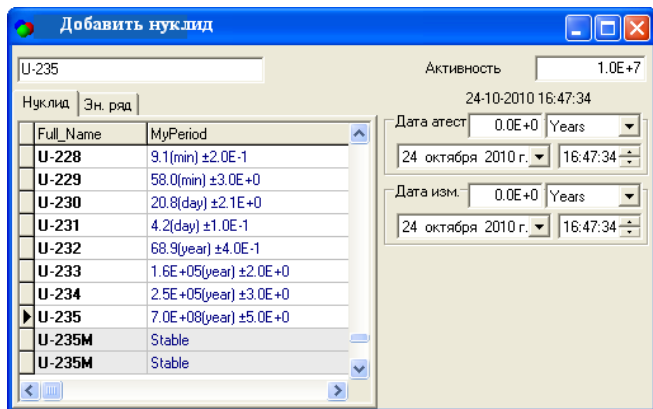 Добавить нуклид
U-235
Активность 1.0E+7
Нуклид Эн. ряд
24-10-2010 16:47:34
Full_Name MyPeriod
U-228 9.1(min) ±2.0E-1
U-229 58.0(min) ±3.0E+0
U-230 20.8(day) ±2.1E+0
U-231 4.2(day) ±1.0E-1
U-232 68.9(year) ±4.0E-1
U-233 1.6E+05(year) ±2.0E+0
U-234 2.5E+05(year) ±3.0E+0
U-235 7.0E+08(year) ±5.0E+0
U-235M Stable
U-235M Stable
Дата атест 0.0E+0 Years
24 октября 2010 г. 16:47:34
Дата изм. 0.0E+0 Years
24 октября 2010 г. 16:47:34